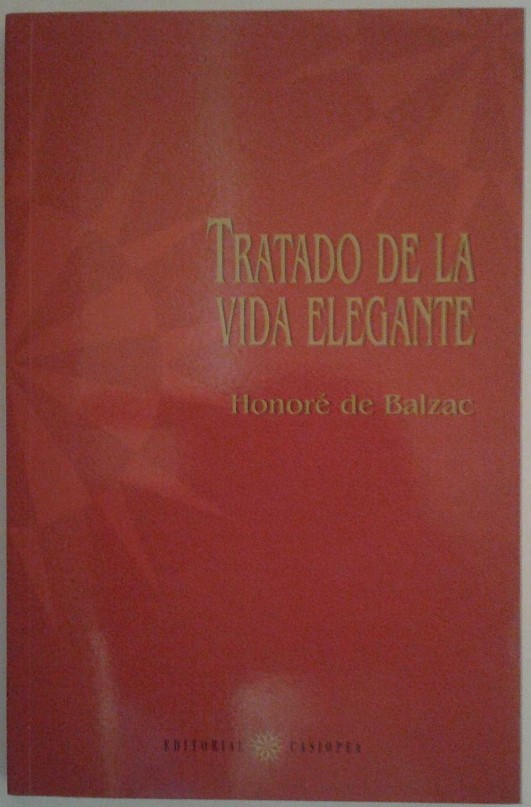 TRATADO DE LA
VIDA ELEGANTE
Honoré de Balzac
EDITORIAL CASIOPEA